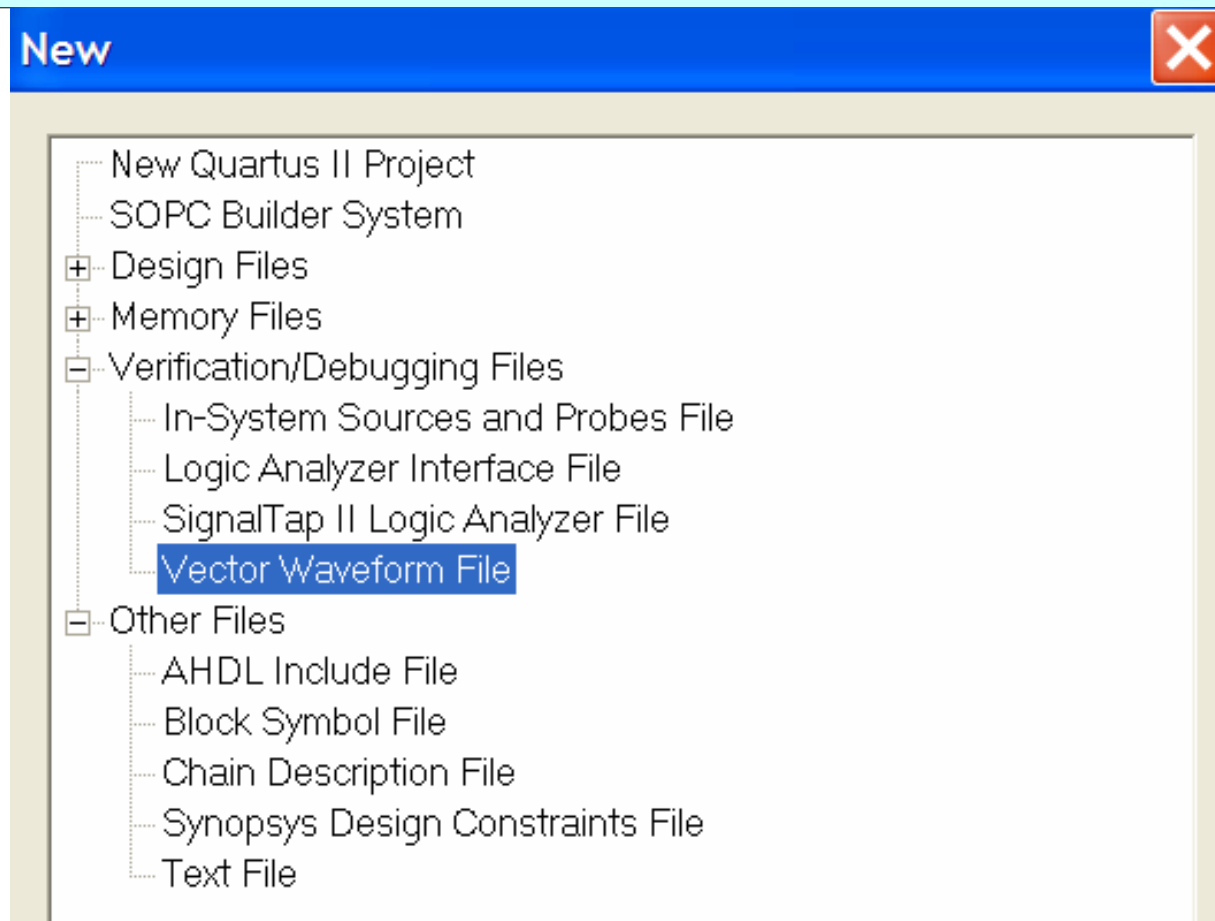 New
New Quartus II Project
SOPC Builder System
Design Files
Memory Files
Verification/Debugging Files
In-System Sources and Probes File
Logic Analyzer Interface File
SignalTap II Logic Analyzer File
Vector Waveform File
Other Files
AHDL Include File
Block Symbol File
Chain Description File
Synopsys Design Constraints File
Text File